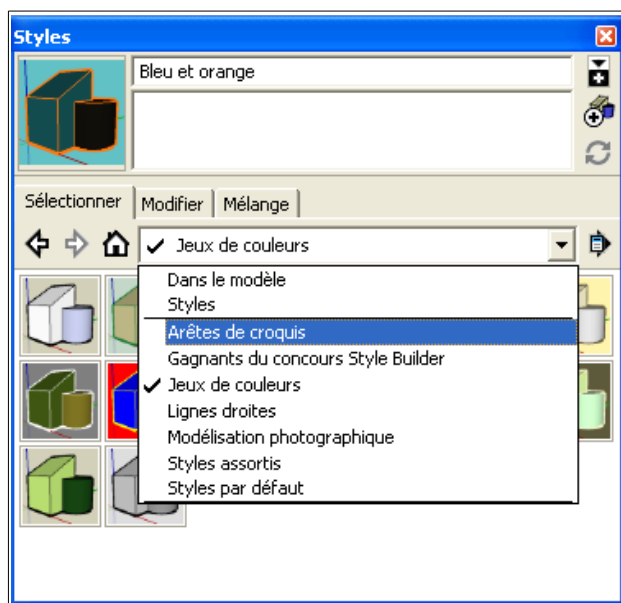 Styles
Bleu et orange
Sélectionner Modifier Mélange
Jeux de couleurs
Dans le modèle
Styles
Arêtes de croquis
Gagnants du concours Style Builder
Jeux de couleurs
Lignes droites
Modélisation photographique
Styles assortis
Styles par défaut